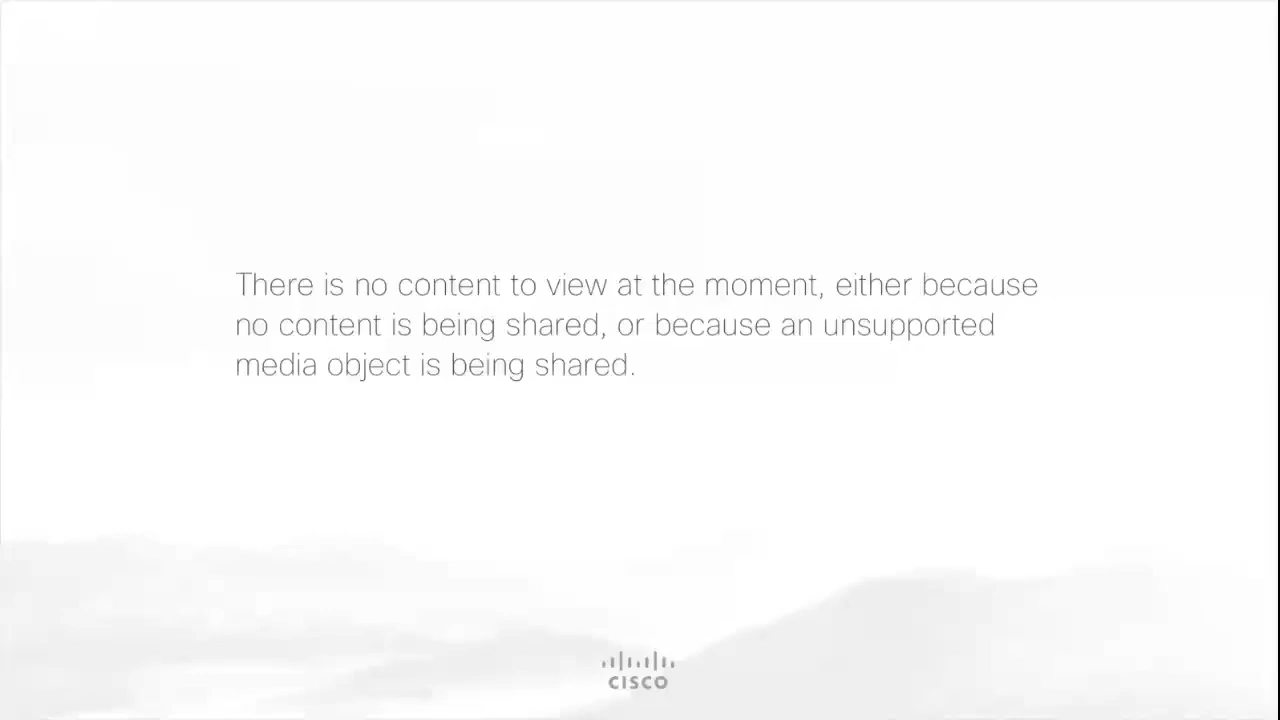 There is no content to view at the moment, either because
no content is being shared, or because an unsupported
media object is being shared.
CISCO